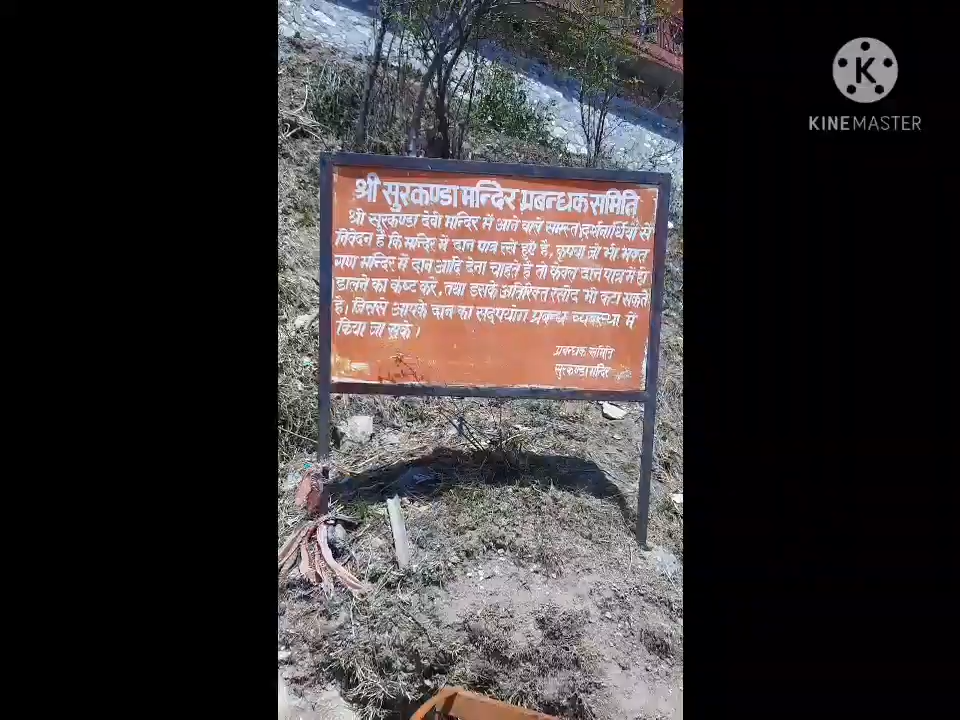 श्री सुरकण्डा मन्दिर प्रबन्धक समिति
श्री सुरकण्डा देवी मन्दिर में आने वाले समस्त दर्शनार्थियों से
निवेदन है कि मन्दिर में दान पात्र रखे हुये हैं, कृपया जो भी भक्त
गण मन्दिर में दान आदि देना चाहते हैं तो केवल दान पात्र में ही
डालने का कष्ट करें, तथा इसके अतिरिक्त रसीद भी कटा सकते
है। जिससे आपके दान का सदुपयोग प्रबन्ध व्यवस्था में
किया जा सके।
प्रबन्धक समिति
सुरकण्डा मन्दिर
KINEMASTER